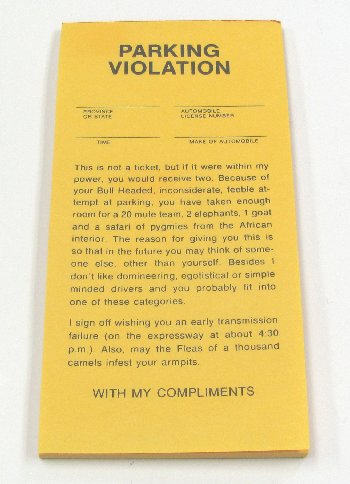 PARKING
VIOLATION
PROVINCE
OR STATE
AUTOMOBILE
LICENSE NUMBER
TIME
MAKE OF AUTOMOBILE
This is not a ticket, but if it were within my
power, you would receive two. Because of
your Bull Headed, inconsiderate, feeble at-
tempt at parking, you have taken enough
room for a 20 mule team, 2 elephants, 1 goat
and a safari of pygmies from the African
interior. The reason for giving you this is
so that in the future you may think of some-
one else, other than yourself. Besides I
don't like domineering, egotistical or simple
minded drivers and you probably fit into
one of these categories.
I sign off wishing you an early transmission
failure (on the expressway at about 4:30
p.m.). Also, may the Fleas of a thousand
camels infest your armpits.
WITH MY COMPLIMENTS